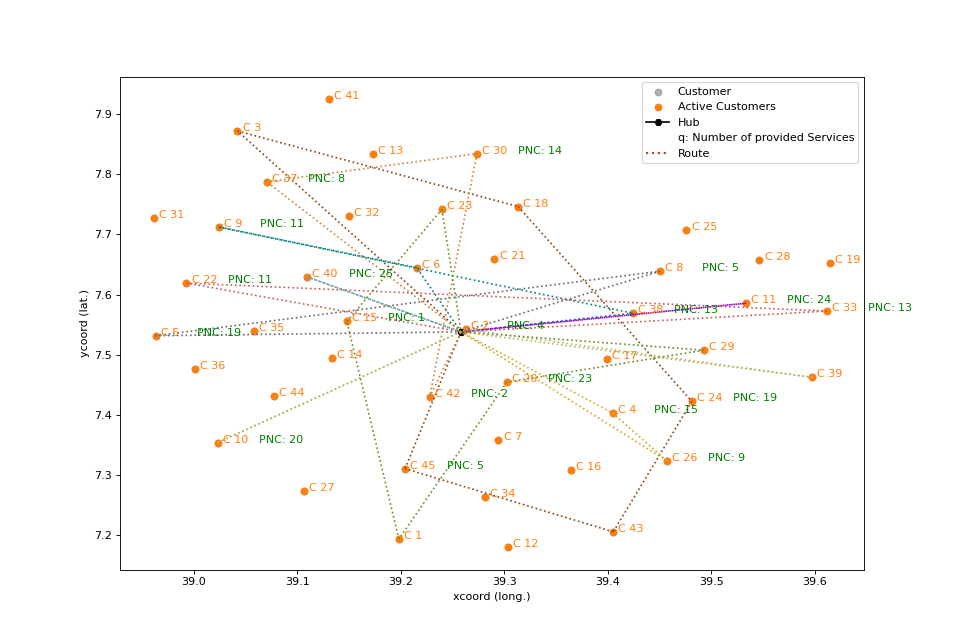 Customer
Active Customers
Hub
q: Number of provided Services
Route
ycoord (lat.)
7.9
7.8
7.7
7.6
7.5
7.4
7.3
7.2
C 41
C 3
C 13
C 30 PNC: 14
C 37 PNC: 8
C 31
C 32
C 23
C 18
C 9 PNC: 11
C 25
C 21
C 28
C 19
C 6
C 8 PNC: 5
C 40 PNC: 25
C 22 PNC: 11
C 11 PNC: 24
C 33 PNC: 13
C 38 PNC: 13
C 15 PNC: 1
C 2 PNC: 4
C 5 PNC: 19
C 35
C 29
C 14
C 17
C 36
C 39
C 20 PNC: 23
C 44
C 42 PNC: 2
C 24 PNC: 19
C 4 PNC: 15
C 10 PNC: 20
C 7
C 26 PNC: 9
C 45 PNC: 5
C 16
C 27
C 34
C 43
C 1
C 12
39.0 39.1 39.2 39.3 39.4 39.5 39.6
xcoord (long.)